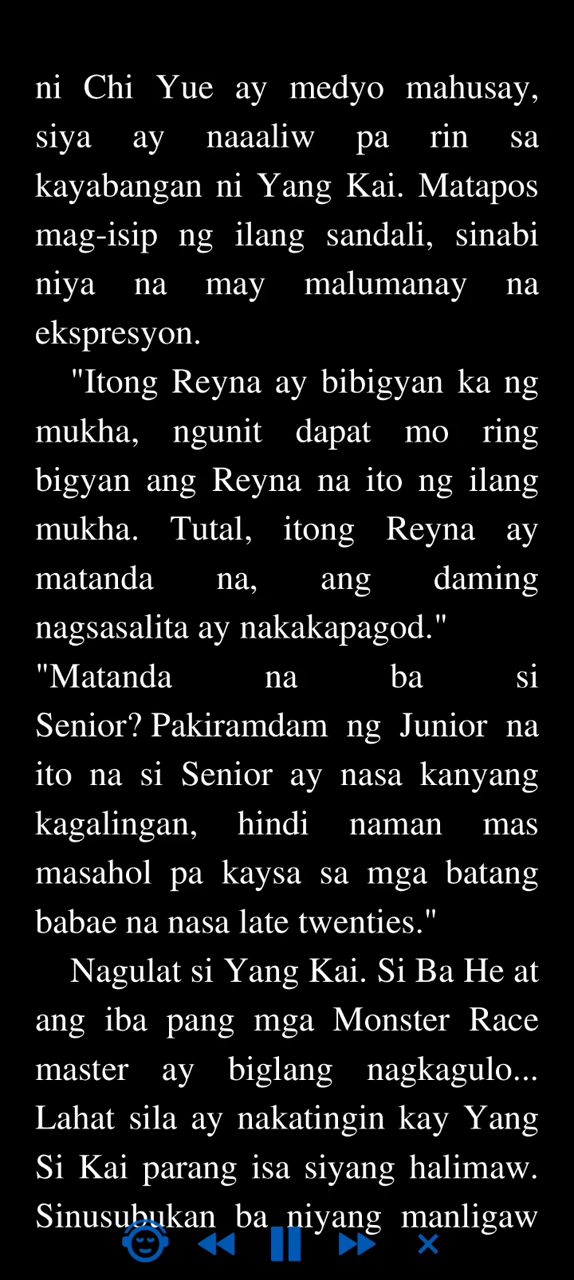 ni Chi Yue ay medyo mahusay,
siya ay naaaliw pa rin sa
kayabangan ni Yang Kai. Matapos
mag-isip ng ilang sandali, sinabi
niya na may malumanay na
ekspresyon.
"Itong Reyna ay bibigyan ka ng
mukha, ngunit dapat mo ring
bigyan ang Reyna na ito ng ilang
mukha. Tutal, itong Reyna ay
matanda na, ang daming
nagsasalita ay nakakapagod."
"Matanda na ba si
Senior? Pakiramdam ng Junior na
ito na si Senior ay nasa kanyang
kagalingan, hindi naman mas
masahol pa kaysa sa mga batang
babae na nasa late twenties."
Nagulat si Yang Kai. Si Ba He at
ang iba pang mga Monster Race
master ay biglang nagkagulo...
Lahat sila ay nakatingin kay Yang
Si Kai parang isa siyang halimaw.
Sinusubukan ba niyang manligaw